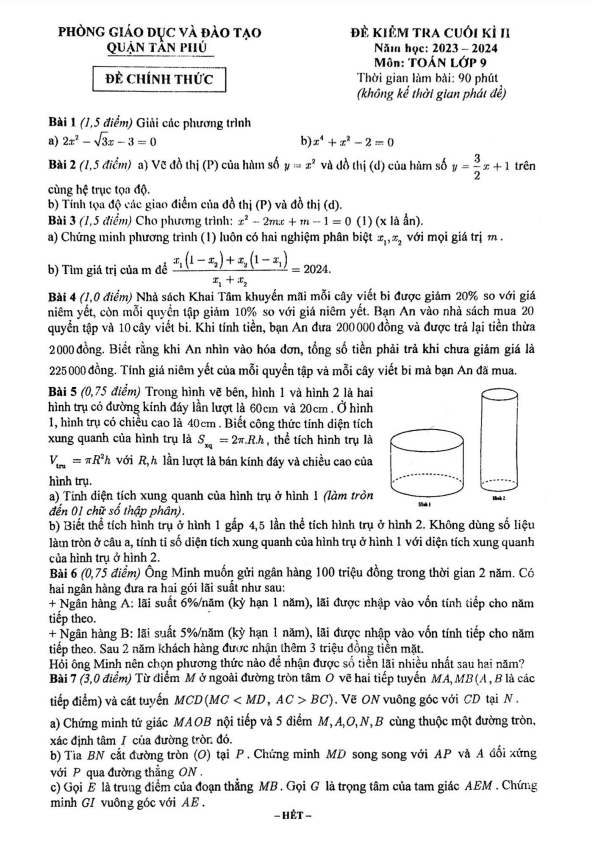 PHÒNG GIÁO DỤC VÀ ĐÀO TẠO
QUẬN TÂN PHÚ
ĐỀ CHÍNH THỨC
ĐỀ KIỂM TRA CUỐI KÌ II
Năm học: 2023 – 2024
Môn: TOÁN LỚP 9
Thời gian làm bài: 90 phút
(không kể thời gian phát đề)
Bài 1 (1,5 điểm) Giải các phương trình
a) 2x² − √3x − 3 = 0 b) x⁴ + x² − 2 = 0
Bài 2 (1,5 điểm) a) Vẽ đồ thị (P) của hàm số y = x² và đồ thị (d) của hàm số y = 3/2 x + 1 trên
cùng hệ trục tọa độ.
b) Tính tọa độ các giao điểm của đồ thị (P) và đồ thị (d).
Bài 3 (1,5 điểm) Cho phương trình: x² − 2mx + m − 1 = 0 (1) (x là ẩn).
a) Chứng minh phương trình (1) luôn có hai nghiệm phân biệt x₁, x₂ với mọi giá trị m .
b) Tìm giá trị của m để (x₁(1 − x₂) + x₂(1 − x₁))/(x₁ + x₂) = 2024.
Bài 4 (1,0 điểm) Nhà sách Khai Tâm khuyến mãi mỗi cây viết bi được giảm 20% so với giá
niêm yết, còn mỗi quyển tập giảm 10% so với giá niêm yết. Bạn An vào nhà sách mua 20
quyển tập và 10 cây viết bi. Khi tính tiền, bạn An đưa 200 000 đồng và được trả lại tiền thừa
2 000 đồng. Biết rằng khi An nhìn vào hóa đơn, tổng số tiền phải trả khi chưa giảm giá là
225 000 đồng. Tính giá niêm yết của mỗi quyển tập và mỗi cây viết bi mà bạn An đã mua.
Bài 5 (0,75 điểm) Trong hình vẽ bên, hình 1 và hình 2 là hai
hình trụ có đường kính đáy lần lượt là 60cm và 20cm . Ở hình
1, hình trụ có chiều cao là 40cm . Biết công thức tính diện tích
xung quanh của hình trụ là Sxq = 2π.R.h , thể tích hình trụ là
Vtru = πR²h với R, h lần lượt là bán kính đáy và chiều cao của
hình trụ.
a) Tính diện tích xung quanh của hình trụ ở hình 1 (làm tròn
đến 01 chữ số thập phân).
Hình 1
Hình 2
b) Biết thể tích hình trụ ở hình 1 gấp 4,5 lần thể tích hình trụ ở hình 2. Không dùng số liệu
làm tròn ở câu a, tính tỉ số diện tích xung quanh của hình trụ ở hình 1 với diện tích xung quanh
của hình trụ ở hình 2.
Bài 6 (0,75 điểm) Ông Minh muốn gửi ngân hàng 100 triệu đồng trong thời gian 2 năm. Có
hai ngân hàng đưa ra hai gói lãi suất như sau:
+ Ngân hàng A: lãi suất 6%/năm (kỳ hạn 1 năm), lãi được nhập vào vốn tính tiếp cho năm
tiếp theo.
+ Ngân hàng B: lãi suất 5%/năm (kỳ hạn 1 năm), lãi được nhập vào vốn tính tiếp cho năm
tiếp theo. Sau 2 năm khách hàng được nhận thêm 3 triệu đồng tiền mặt.
Hỏi ông Minh nên chọn phương thức nào để nhận được số tiền lãi nhiều nhất sau hai năm?
Bài 7 (3,0 điểm) Từ điểm M ở ngoài đường tròn tâm O vẽ hai tiếp tuyến MA, MB (A , B là các
tiếp điểm) và cát tuyến MCD (MC < MD, AC > BC). Vẽ ON vuông góc với CD tại N .
a) Chứng minh tứ giác MAOB nội tiếp và 5 điểm M, A, O, N, B cùng thuộc một đường tròn,
xác định tâm I của đường tròn đó.
b) Tia BN cắt đường tròn (O) tại P . Chứng minh MD song song với AP và A đối xứng
với P qua đường thẳng ON .
c) Gọi E là trung điểm của đoạn thẳng MB . Gọi G là trọng tâm của tam giác AEM . Chứng
minh GI vuông góc với AE .
– HẾT –